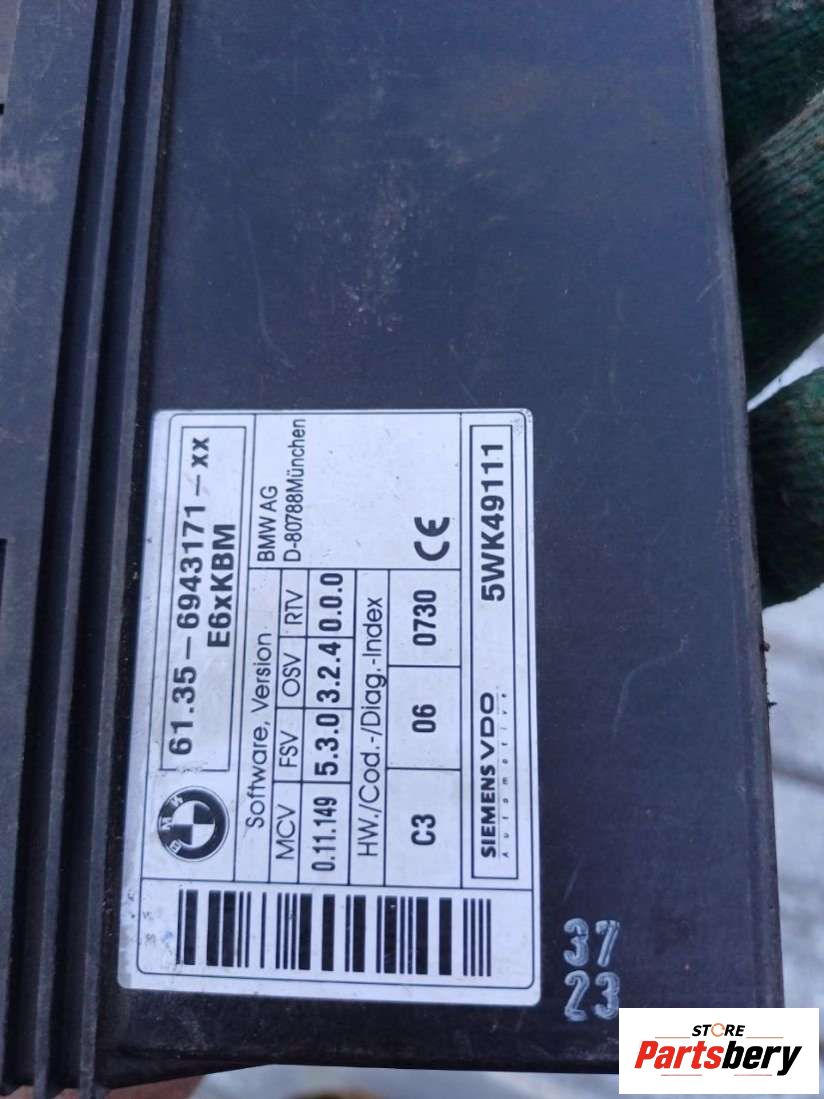 61.35-6943171-xx
E6xKBM
BMW
Software, Version
BMW AG
D-80788München
MCV FSV OSV RTV
0.11.149 5.3.0 3.2.4 0.0.0
HW./Cod.-/Diag.-Index
C3 06 0730 CE
SIEMENS VDO
Automotive
5WK49111
37
23
STORE
Partsbery